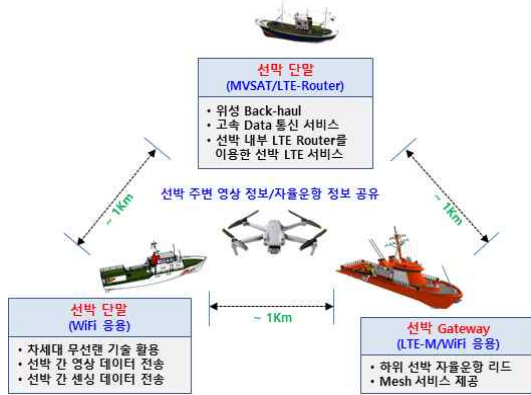 선박 단말
(MVSAT/LTE-Router)
• 위성 Back-haul
• 고속 Data 통신 서비스
• 선박 내부 LTE Router를
이용한 선박 LTE 서비스
~ 1Km
~ 1Km
선박 주변 영상 정보/자율운항 정보 공유
~ 1Km
선박 단말
(WiFi 응용)
• 차세대 무선랜 기술 활용
• 선박 간 영상 데이터 전송
• 선박 간 센싱 데이터 전송
선박 Gateway
(LTE-M/WiFi 응용)
• 하위 선박 자율운항 리드
• Mesh 서비스 제공